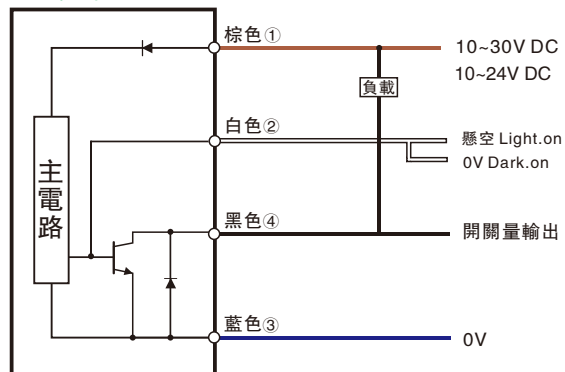 棕色①
10~30V DC
10~24V DC
負載
白色②
懸空 Light.on
0V Dark.on
主電路
黑色④
開關量輸出
藍色③
0V